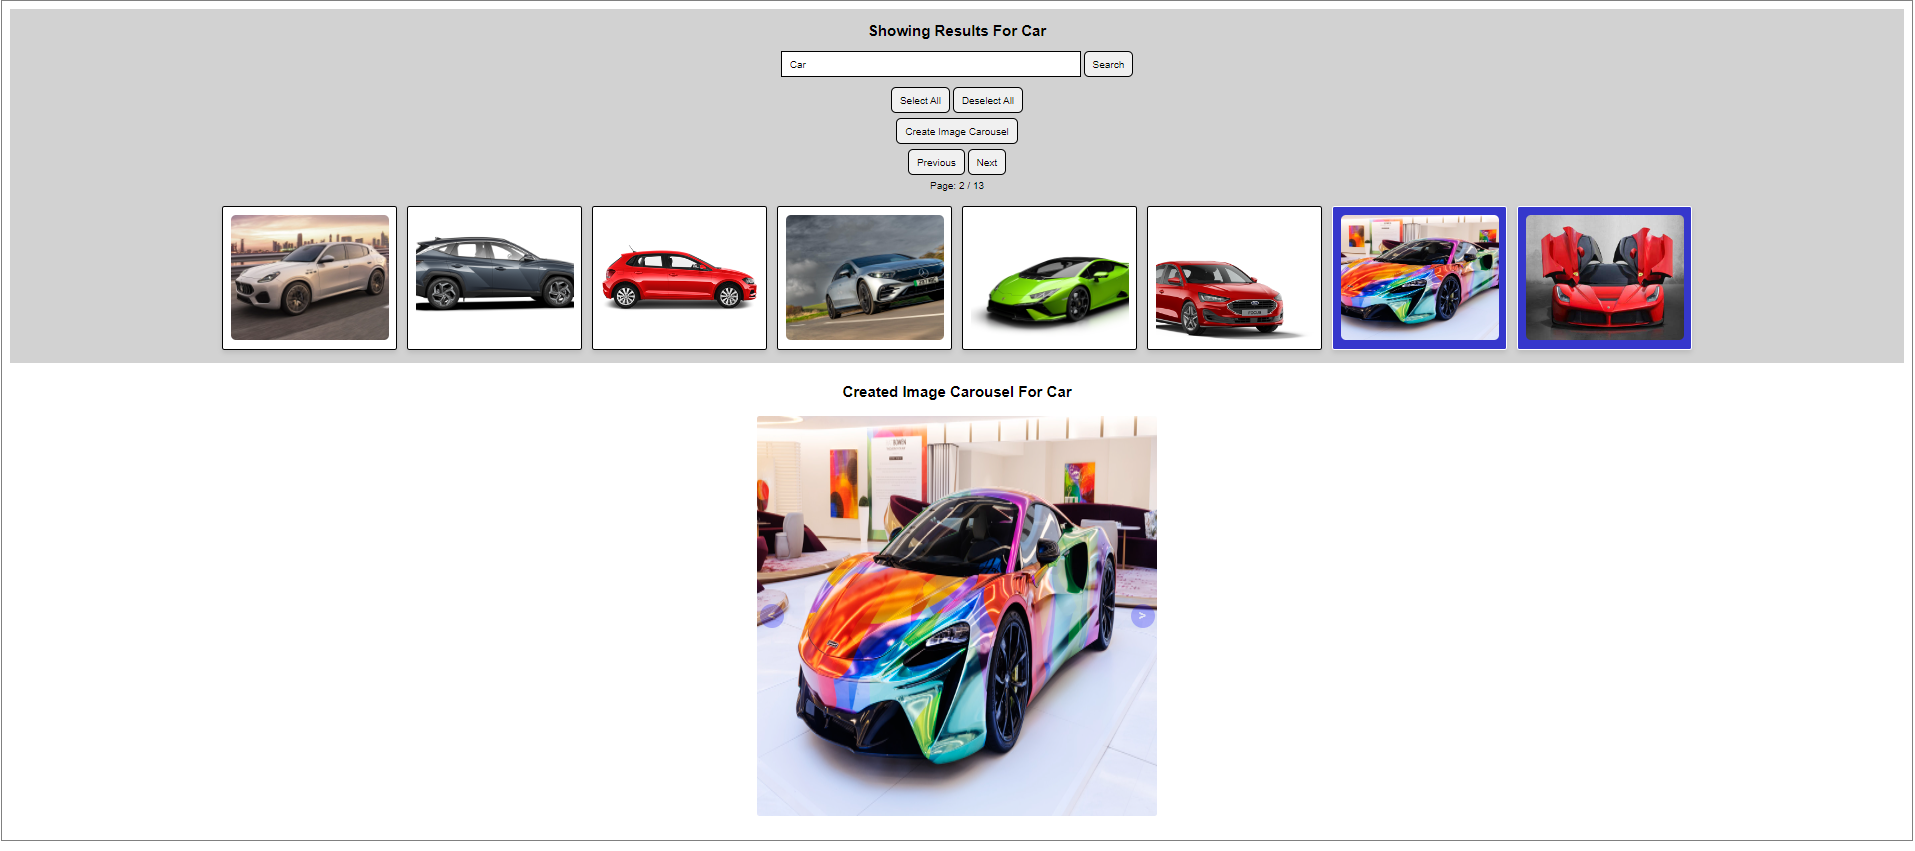 Showing Results For Car
Car Search
Select All Deselect All
Create Image Carousel
Previous Next
Page: 2 / 13
Created Image Carousel For Car
< >